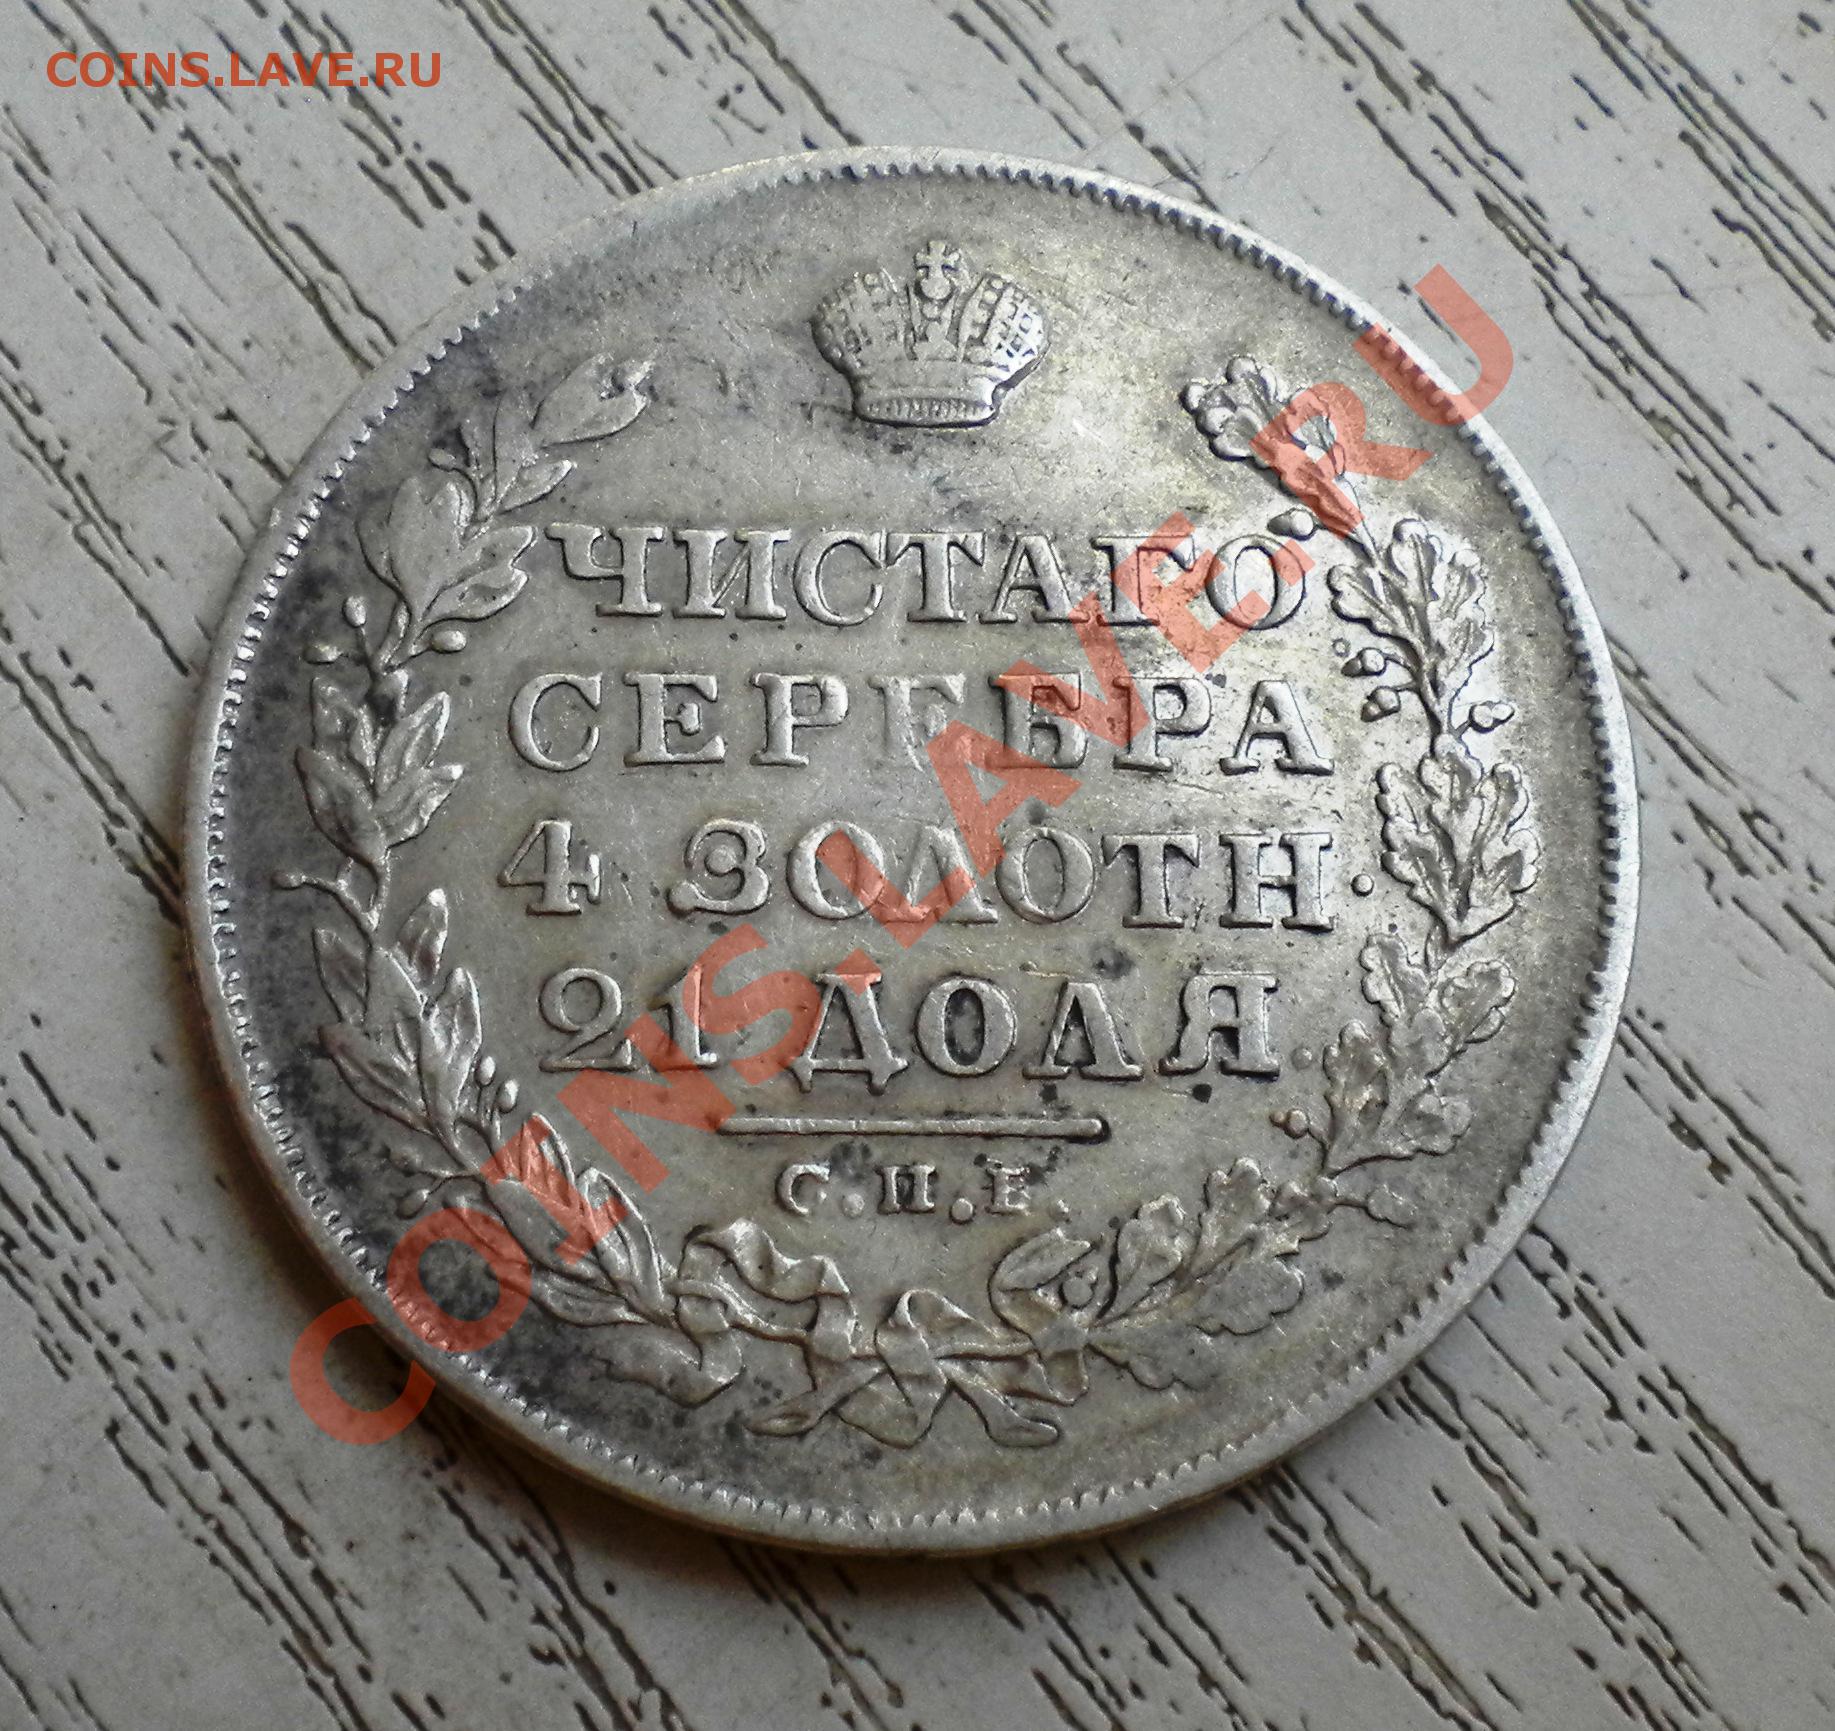 COINS.LAVE.RU
ЧИСТАГО
СЕРЕБРА
4 ЗОЛОТН.
21 ДОЛЯ.
С.П.Б.
COINS.LAVE.RU